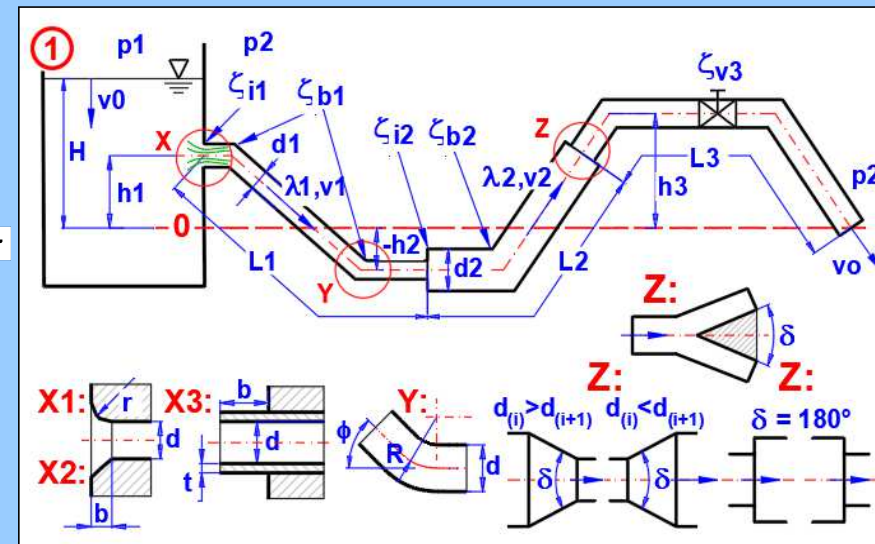 1
p1 p2
v0
H
X
h1
0
ζi1
ζb1
d1
λ1,v1
L1
Y
-h2
ζi2
ζb2
d2
λ2,v2
L2
Z
h3
L3
ζv3
p2
vo
Z:
δ
X1:
r
d
X2:
b
X3:
b
d
t
Y:
ϕ
R
d
Z:
d(i)>d(i+1) d(i)<d(i+1)
δ δ
Z:
δ = 180°